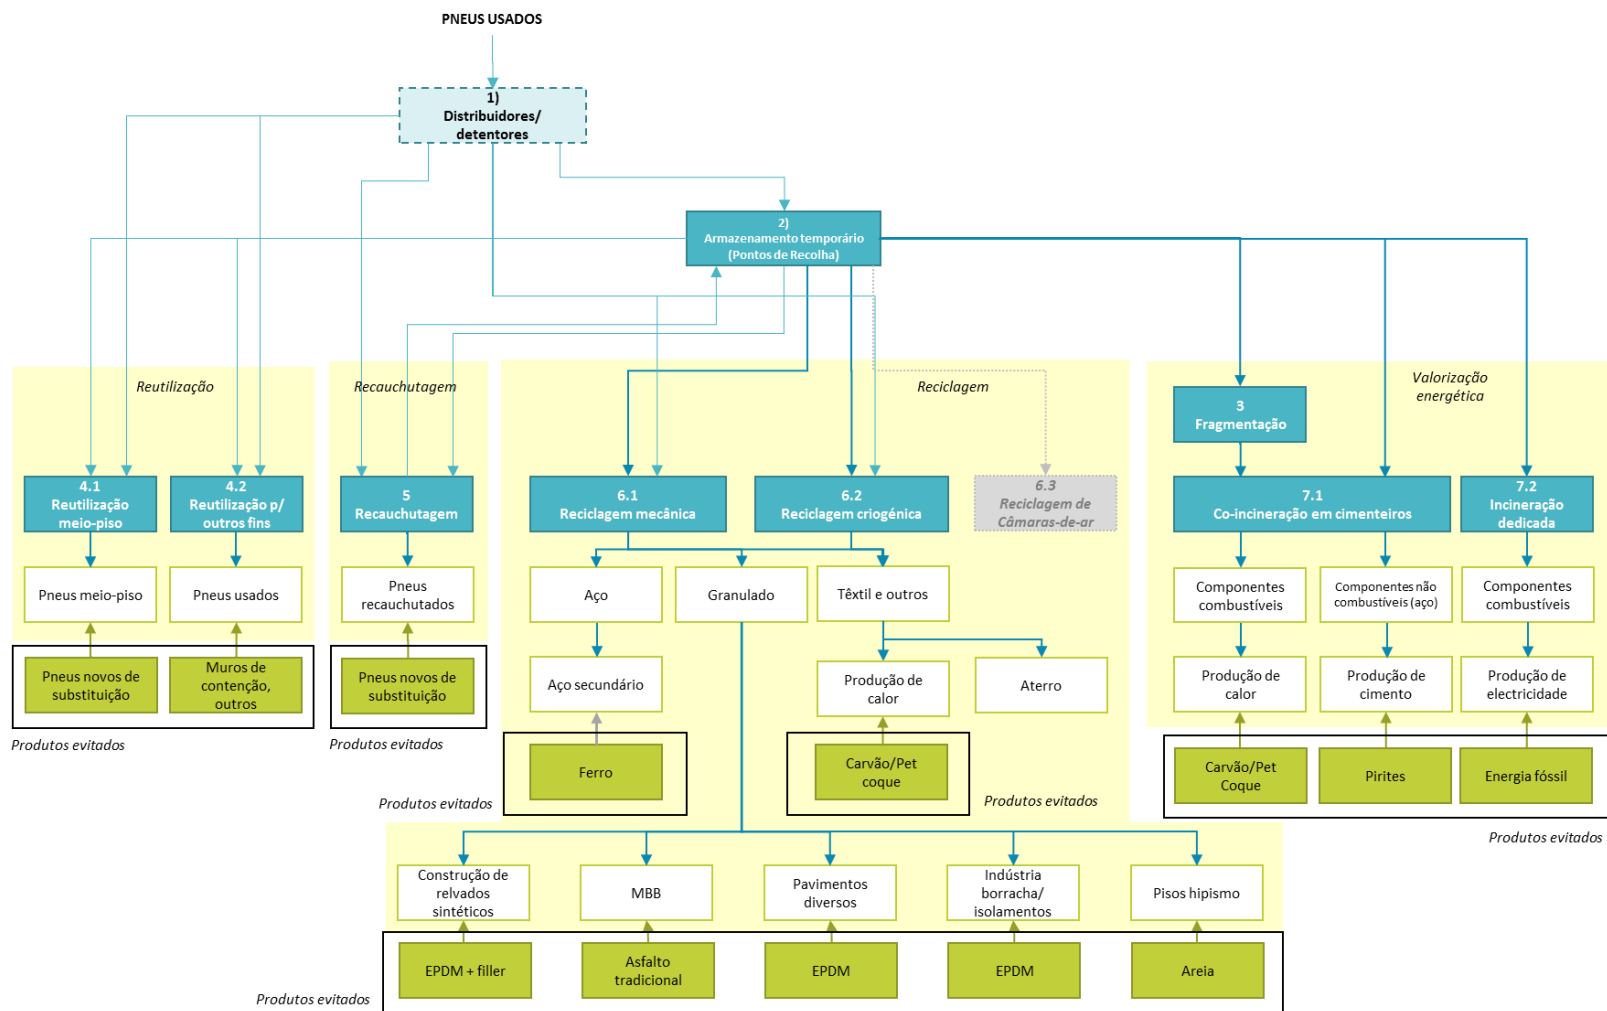 PNEUS USADOS
1)
Distribuidores/
detentores
2)
Armazenamento temporário
(Pontos de Recolha)
Reutilização
Recauchutagem
Reciclagem
Valorização
energética
3
Fragmentação
4.1
Reutilização
meio-piso
4.2
Reutilização p/
outros fins
5
Recauchutagem
6.1
Reciclagem mecânica
6.2
Reciclagem criogénica
6.3
Reciclagem de
Câmaras-de-ar
7.1
Co-incineração em cimenteiros
7.2
Incineração
dedicada
Pneus meio-piso
Pneus usados
Pneus
recauchutados
Aço
Granulado
Têxtil e outros
Componentes
combustíveis
Componentes não
combustíveis (aço)
Componentes
combustíveis
Pneus novos de
substituição
Muros de
contenção,
outros
Pneus novos de
substituição
Aço secundário
Produção de
calor
Aterro
Produção de
calor
Produção de
cimento
Produção de
electricidade
Produtos evitados
Produtos evitados
Ferro
Carvão/Pet
coque
Carvão/Pet
Coque
Pirites
Energia fóssil
Produtos evitados
Produtos evitados
Produtos evitados
Construção de
relvados
sintéticos
MBB
Pavimentos
diversos
Indústria
borracha/
isolamentos
Pisos hipismo
EPDM + filler
Asfalto
tradicional
EPDM
EPDM
Areia
Produtos evitados